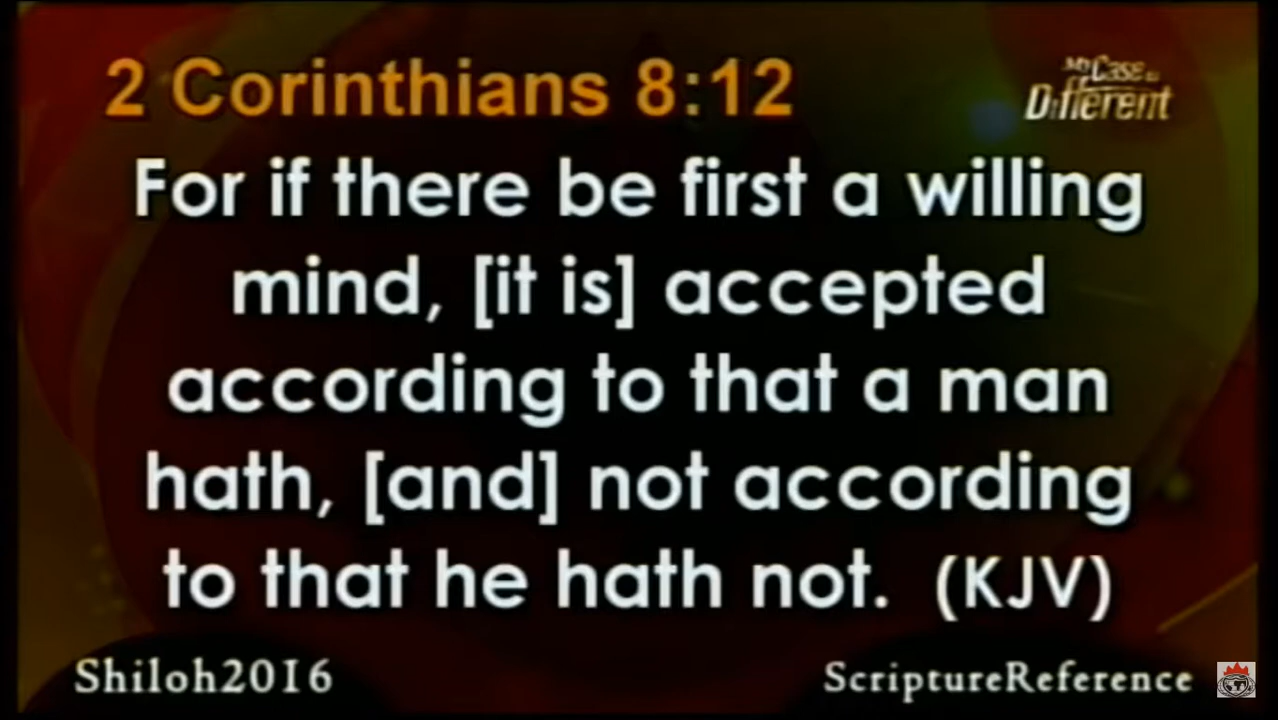 2 Corinthians 8:12
My Case is
Different
For if there be first a willing
mind, [it is] accepted
according to that a man
hath, [and] not according
to that he hath not. (KJV)
Shiloh2016
ScriptureReference